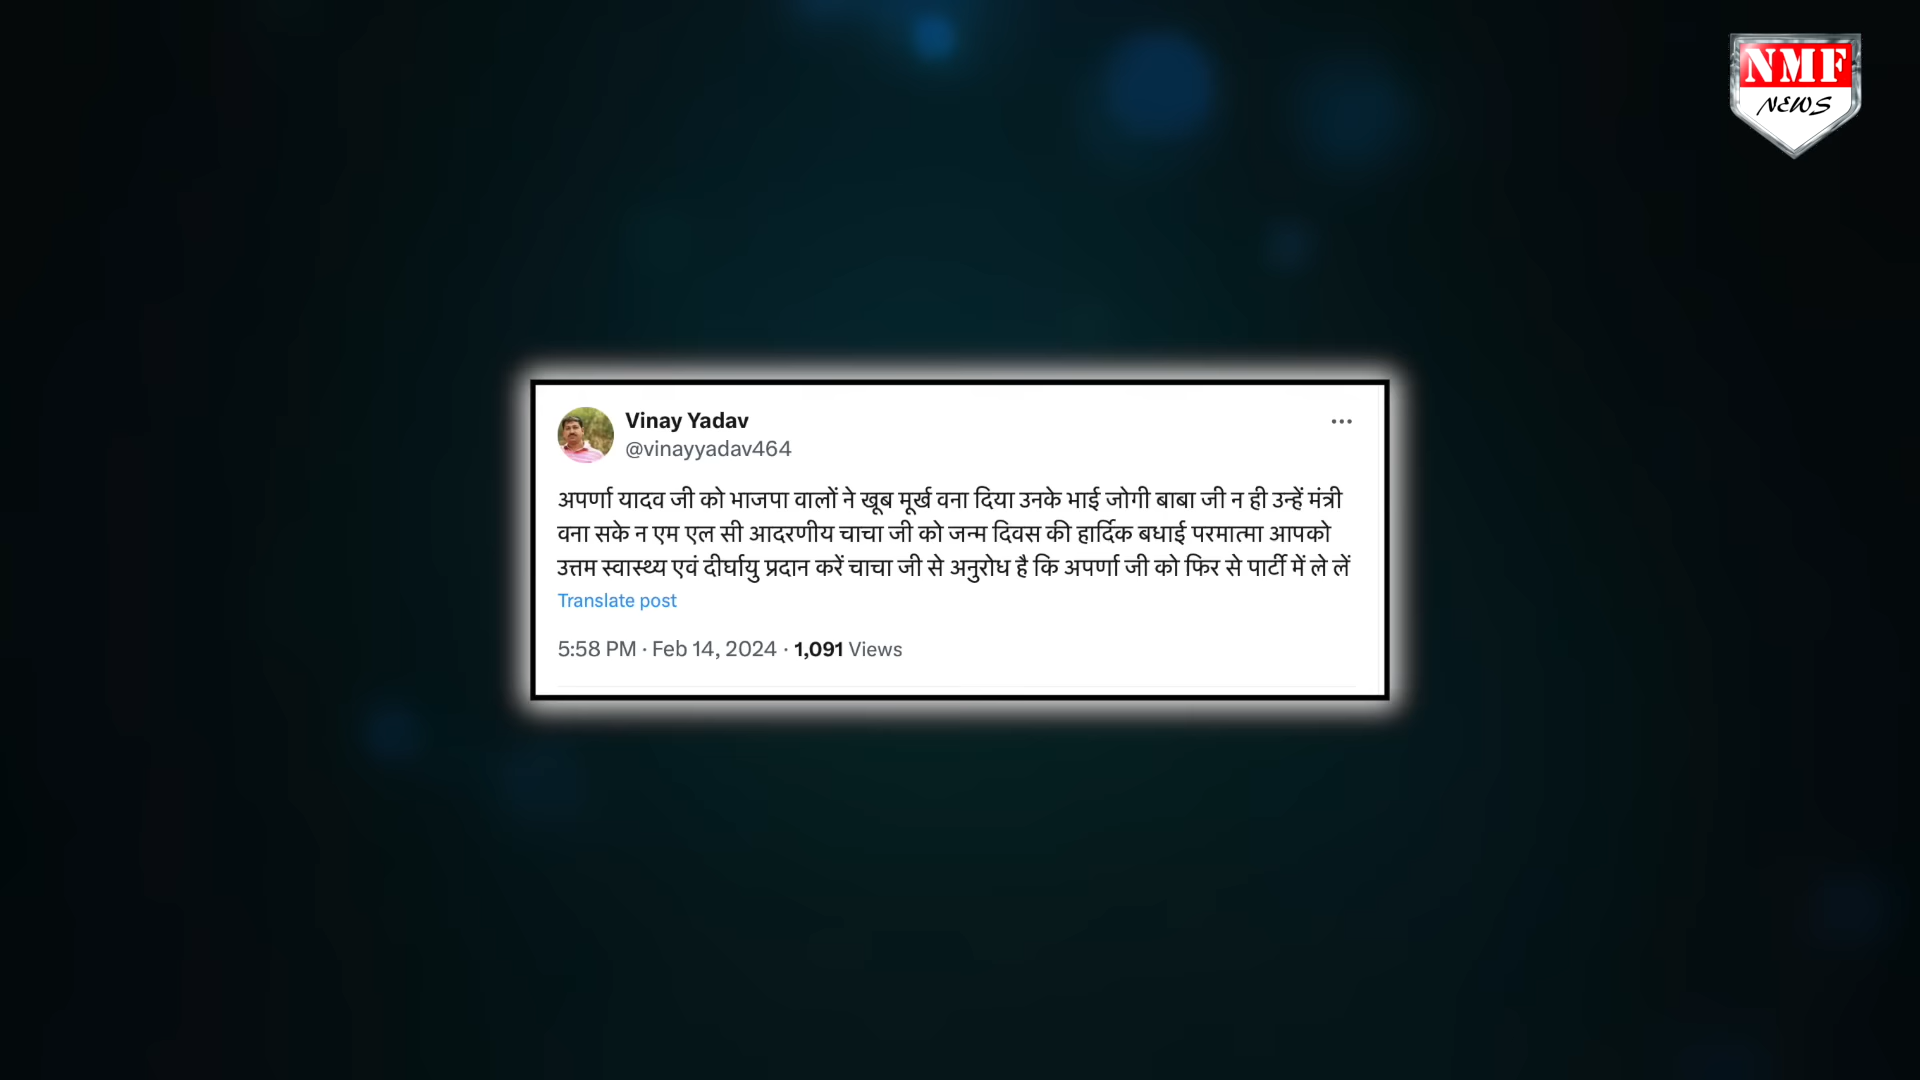 NMF
NEWS
Vinay Yadav
@vinayyadav464
अपर्णा यादव जी को भाजपा वालों ने खूब मूर्ख वना दिया उनके भाई जोगी बाबा जी न ही उन्हें मंत्री
वना सके न एम एल सी आदरणीय चाचा जी को जन्म दिवस की हार्दिक बधाई परमात्मा आपको
उत्तम स्वास्थ्य एवं दीर्घायु प्रदान करें चाचा जी से अनुरोध है कि अपर्णा जी को फिर से पार्टी में ले लें
Translate post
5:58 PM · Feb 14, 2024 · 1,091 Views